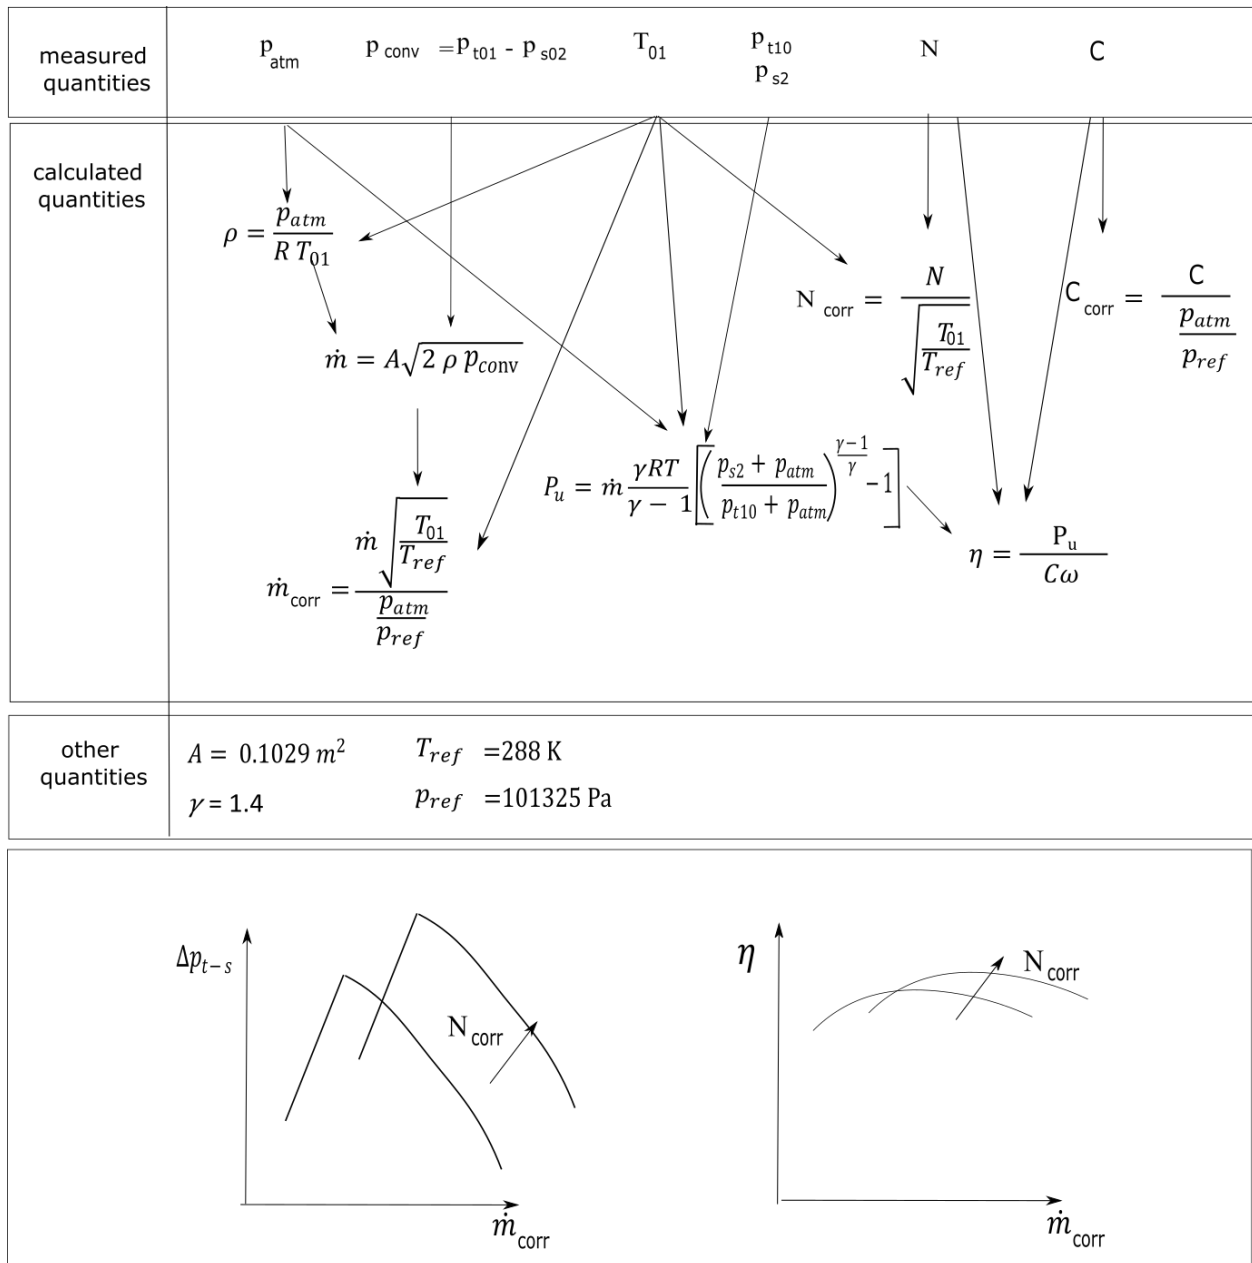 measured quantities
p_atm p_conv = p_t01 - p_s02 T_01 p_t10 N C
p_s2
calculated quantities
ρ = p_atm / (R T_01)
N_corr = N / √(T_01 / T_ref)
C_corr = C / (p_atm / p_ref)
ṁ = A√(2 ρ p_conv)
P_u = ṁ γRT / (γ − 1) [((p_s2 + p_atm) / (p_t10 + p_atm))^((γ−1)/γ) − 1]
η = P_u / (Cω)
ṁ_corr = ṁ √(T_01 / T_ref) / (p_atm / p_ref)
other quantities
A = 0.1029 m² T_ref =288 K
γ = 1.4 p_ref =101325 Pa
Δp_t−s
N_corr
ṁ_corr
η
N_corr
ṁ_corr